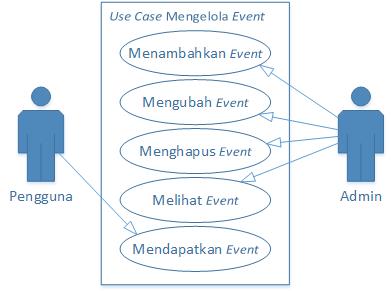 Use Case Mengelola Event
Menambahkan Event
Mengubah Event
Menghapus Event
Melihat Event
Mendapatkan Event
Pengguna
Admin